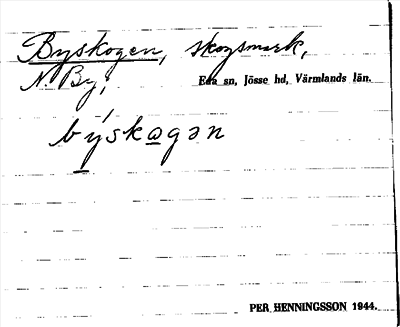 Byskogen, skogsmark,
N. By,
Eda sn, Jösse hd, Värmlands län.
býskogən
PER HENNINGSSON 1944.